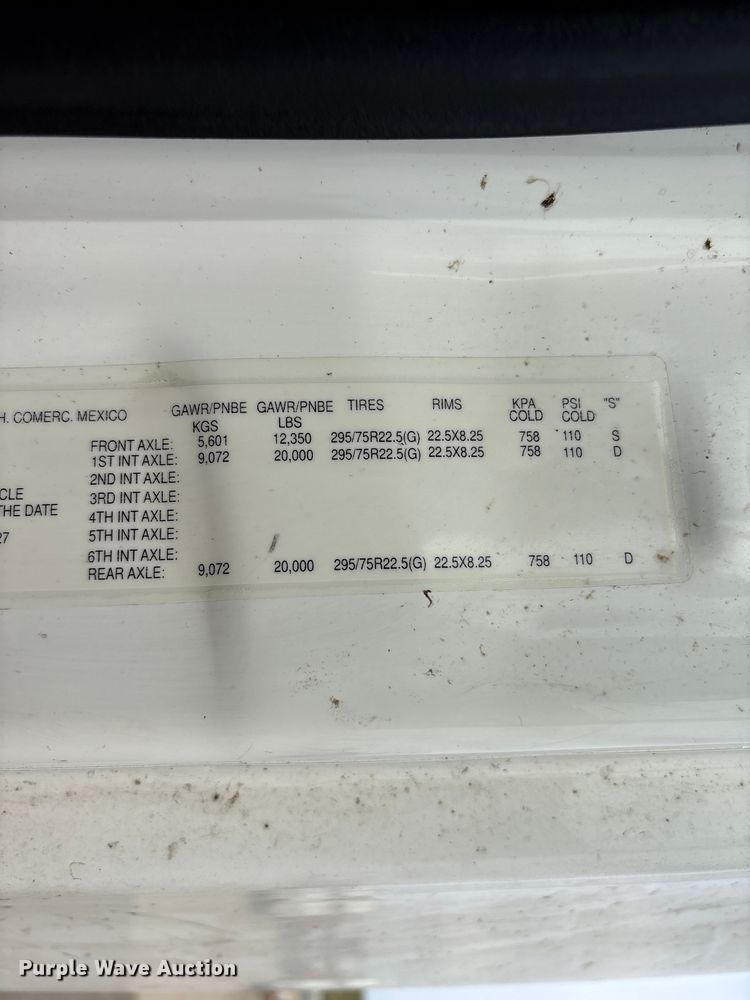 H. COMERC. MEXICO GAWR/PNBE KGS GAWR/PNBE LBS TIRES RIMS KPA COLD PSI COLD "S"
FRONT AXLE: 5,601 12,350 295/75R22.5(G) 22.5X8.25 758 110 S
1ST INT AXLE: 9,072 20,000 295/75R22.5(G) 22.5X8.25 758 110 D
2ND INT AXLE:
CLE 3RD INT AXLE:
THE DATE 4TH INT AXLE:
27 5TH INT AXLE:
6TH INT AXLE:
REAR AXLE: 9,072 20,000 295/75R22.5(G) 22.5X8.25 758 110 D
Purple Wave Auction